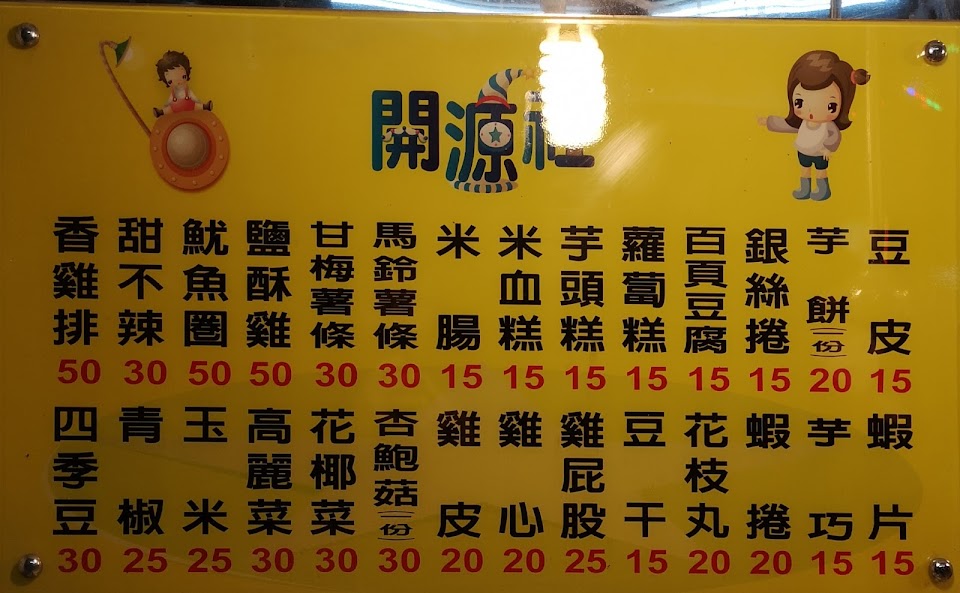 開源
香雞排 50
甜不辣 30
魷魚圈 50
鹽酥雞 50
甘梅薯條 30
馬鈴薯條 30
米腸 15
米血糕 15
芋頭糕 15
蘿蔔糕 15
百頁豆腐 15
銀絲捲 15
芋餅(一份) 20
豆皮 15
四季豆 30
青椒 25
玉米 25
高麗菜 30
花椰菜 30
杏鮑菇(一份) 30
雞皮 20
雞心 20
雞屁股 25
豆干 15
花枝丸 20
蝦捲 20
芋巧 15
蝦片 15